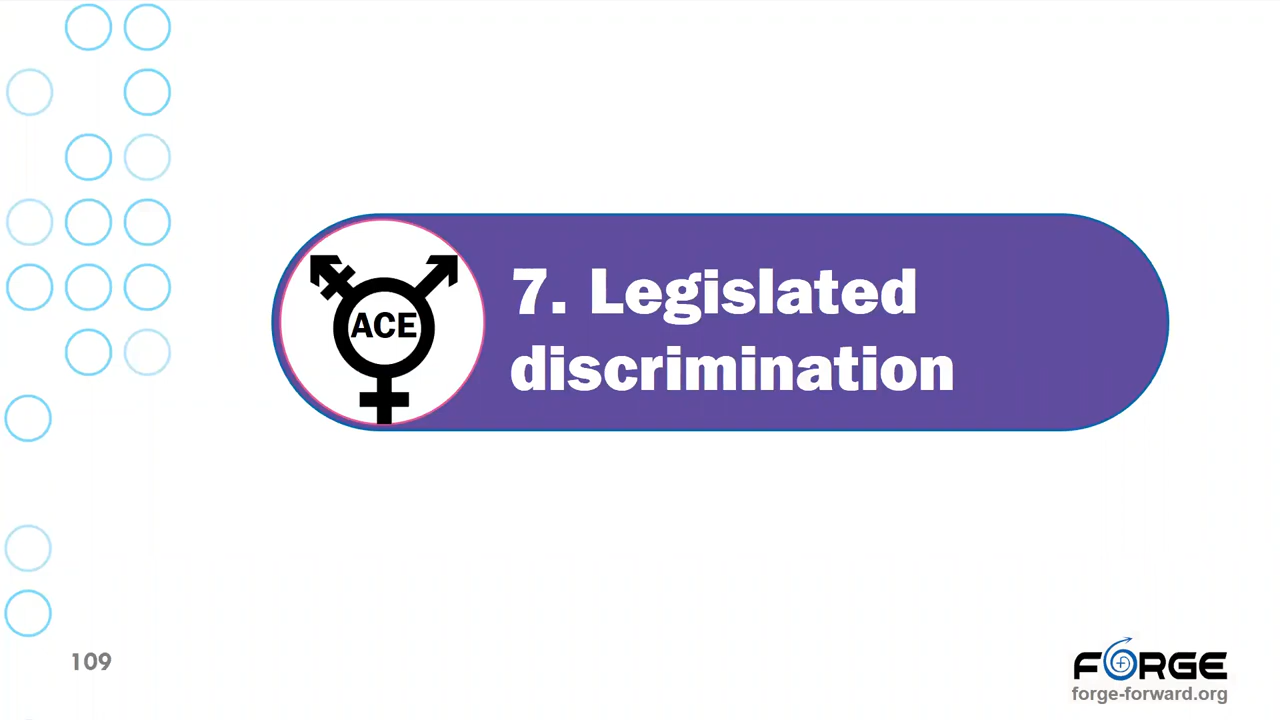 ACE
7. Legislated
discrimination
109
FORGE
forge-forward.org